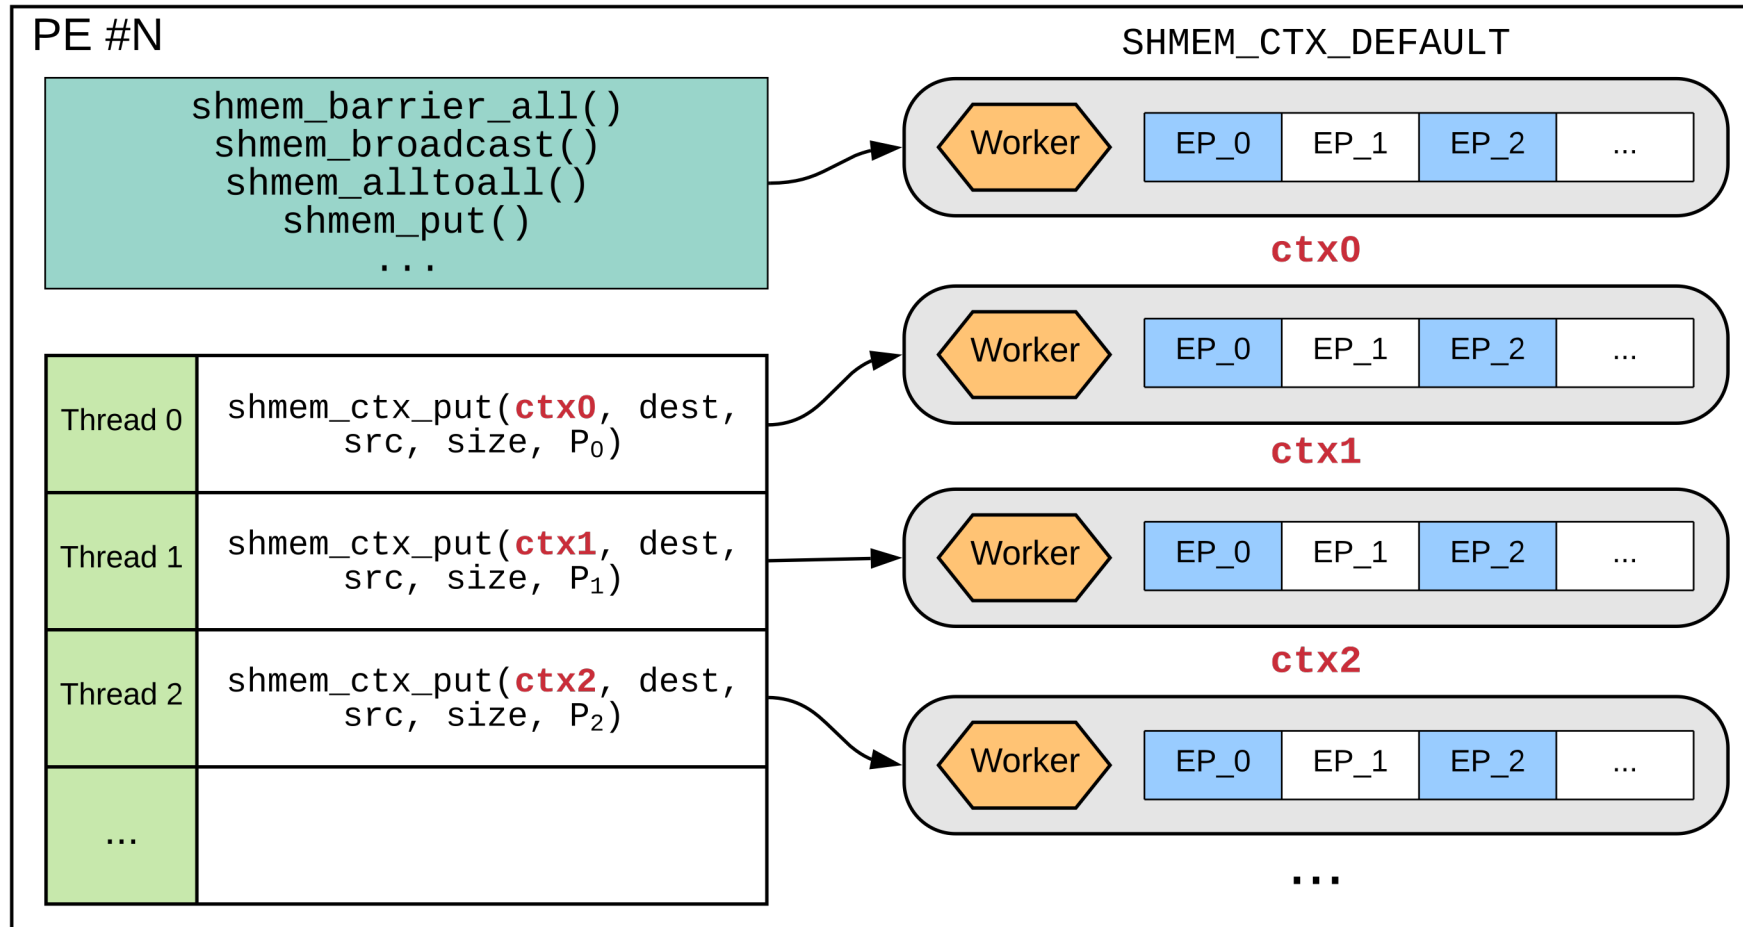 PE #N
SHMEM_CTX_DEFAULT
shmem_barrier_all()
shmem_broadcast()
shmem_alltoall()
shmem_put()
...
Worker EP_0 EP_1 EP_2 ...
ctx0
Worker EP_0 EP_1 EP_2 ...
Thread 0
shmem_ctx_put(ctx0, dest,
src, size, P₀)
ctx1
Worker EP_0 EP_1 EP_2 ...
Thread 1
shmem_ctx_put(ctx1, dest,
src, size, P₁)
ctx2
Worker EP_0 EP_1 EP_2 ...
Thread 2
shmem_ctx_put(ctx2, dest,
src, size, P₂)
...
...